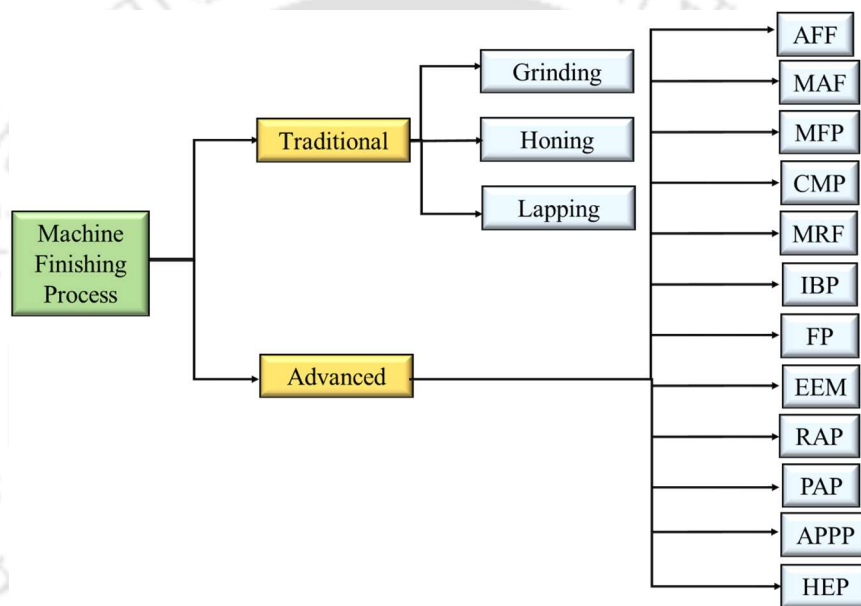 Machine
Finishing
Process
Traditional
Advanced
Grinding
Honing
Lapping
AFF
MAF
MFP
CMP
MRF
IBP
FP
EEM
RAP
PAP
APPP
HEP